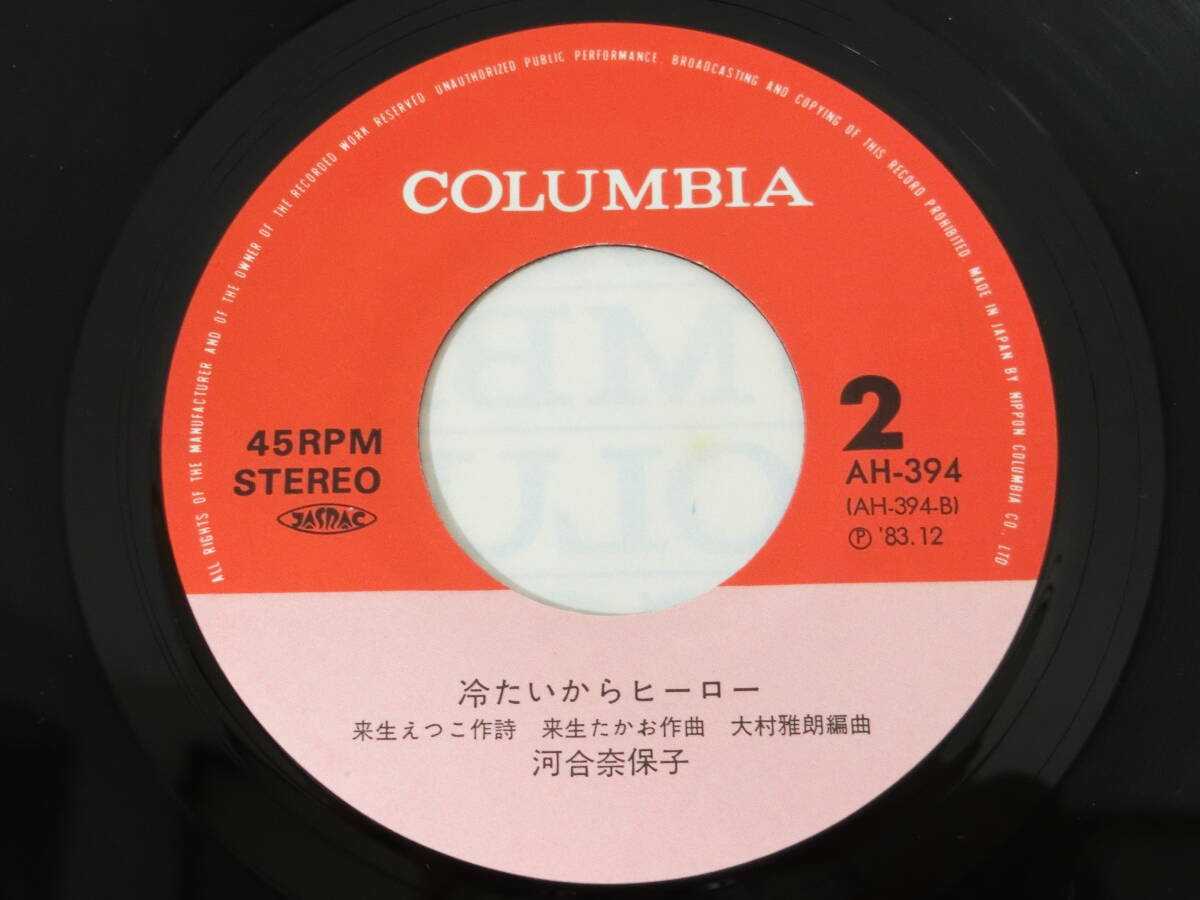 ALL RIGHTS OF THE MANUFACTURER AND OF THE OWNER OF THE RECORDED WORK RESERVED UNAUTHORIZED PUBLIC PERFORMANCE. BROADCASTING AND COPYING OF THIS RECORD PROHIBITED. MADE IN JAPAN BY NIPPON COLUMBIA CO., LTD.
COLUMBIA
45RPM
STEREO
JASRAC
2
AH-394
(AH-394-B)
Ⓟ '83.12
冷たいからヒーロー
来生えつこ作詩 来生たかお作曲 大村雅朗編曲
河合奈保子